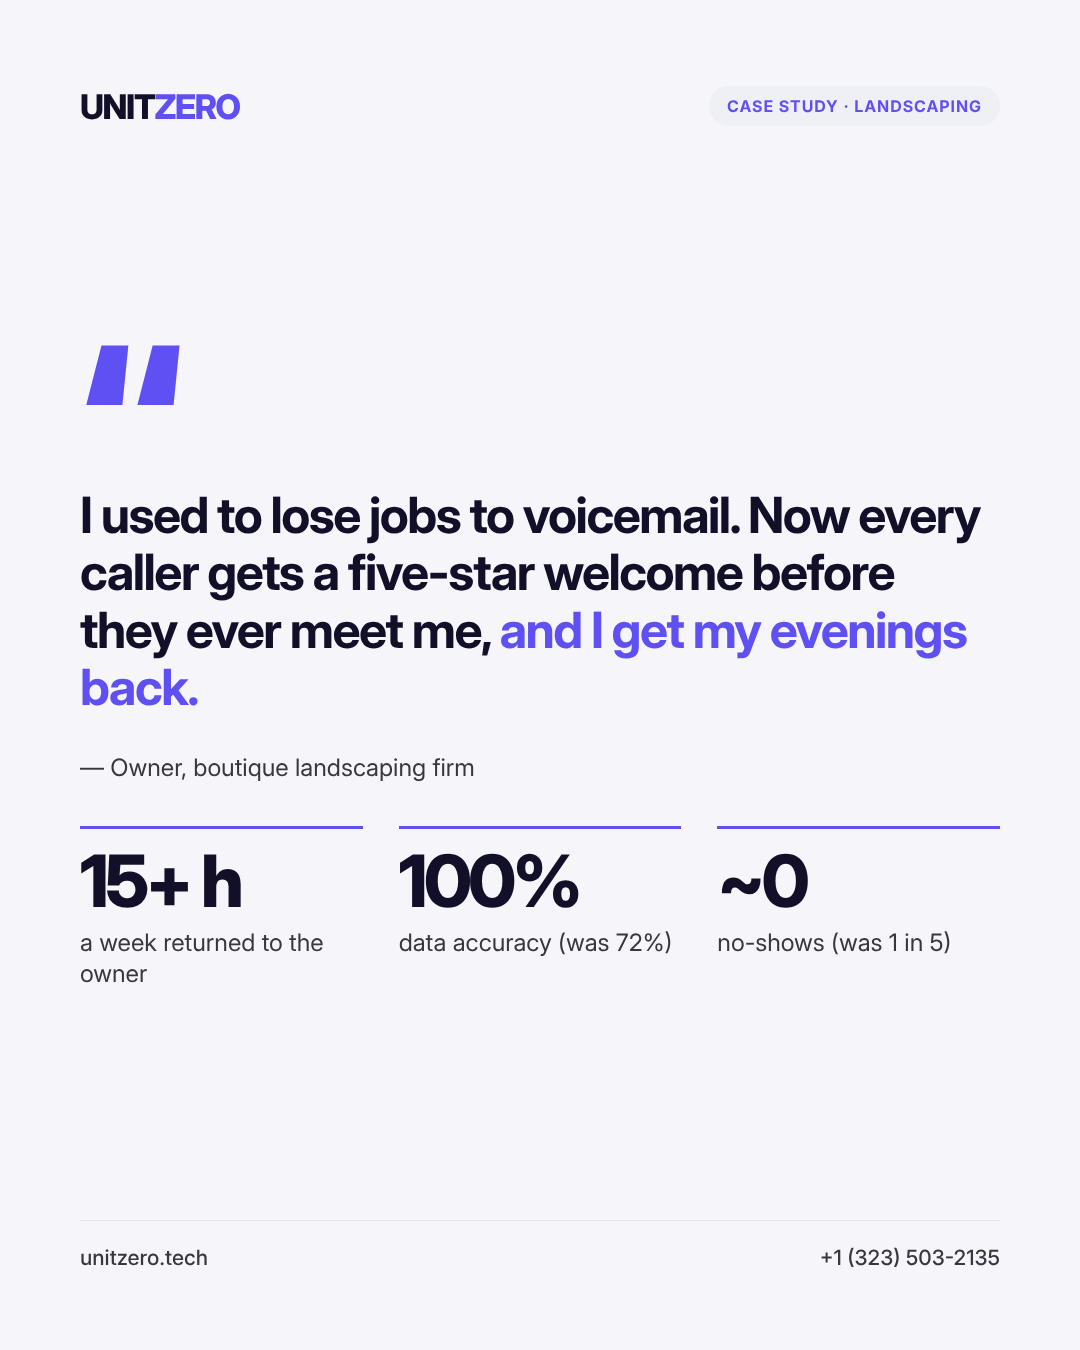 UNITZERO
CASE STUDY · LANDSCAPING
"
I used to lose jobs to voicemail. Now every
caller gets a five-star welcome before
they ever meet me, and I get my evenings
back.
— Owner, boutique landscaping firm
15+ h
a week returned to the
owner
100%
data accuracy (was 72%)
~0
no-shows (was 1 in 5)
unitzero.tech
+1 (323) 503-2135